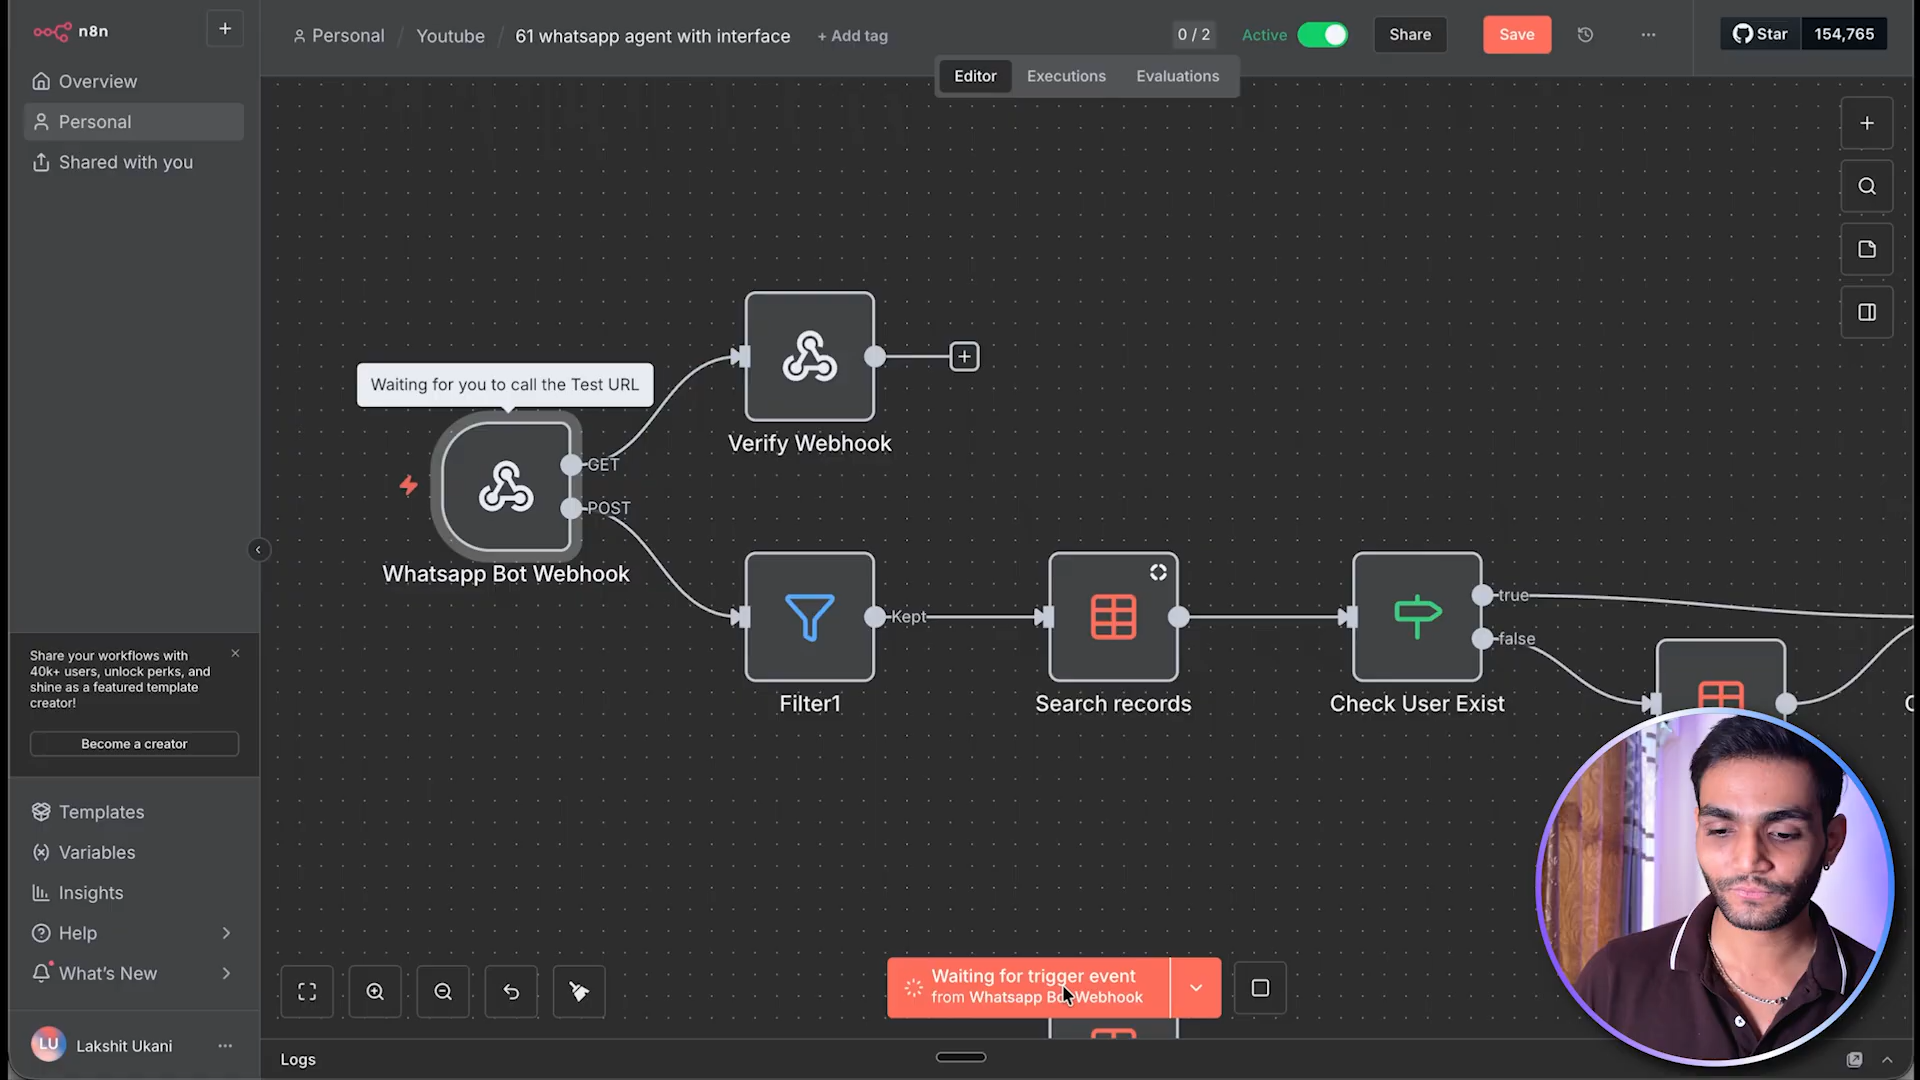 n8n
Personal / Youtube / 61 whatsapp agent with interface + Add tag
0 / 2
Active
Share
Save
Star
154,765
Editor
Executions
Evaluations
Overview
Personal
Shared with you
Waiting for you to call the Test URL
Verify Webhook
GET
POST
Whatsapp Bot Webhook
Kept
true
false
Filter1
Search records
Check User Exist
Share your workflows with
40k+ users, unlock perks, and
shine as a featured template
creator!
Become a creator
Templates
Variables
Insights
Help
What's New
Waiting for trigger event
from Whatsapp Bot Webhook
LU
Lakshit Ukani
Logs